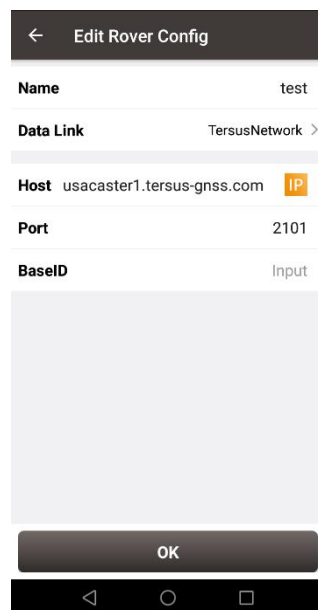 Edit Rover Config
Name test
Data Link TersusNetwork
Host usacaster1.tersus-gnss.com IP
Port 2101
BaseID Input
OK